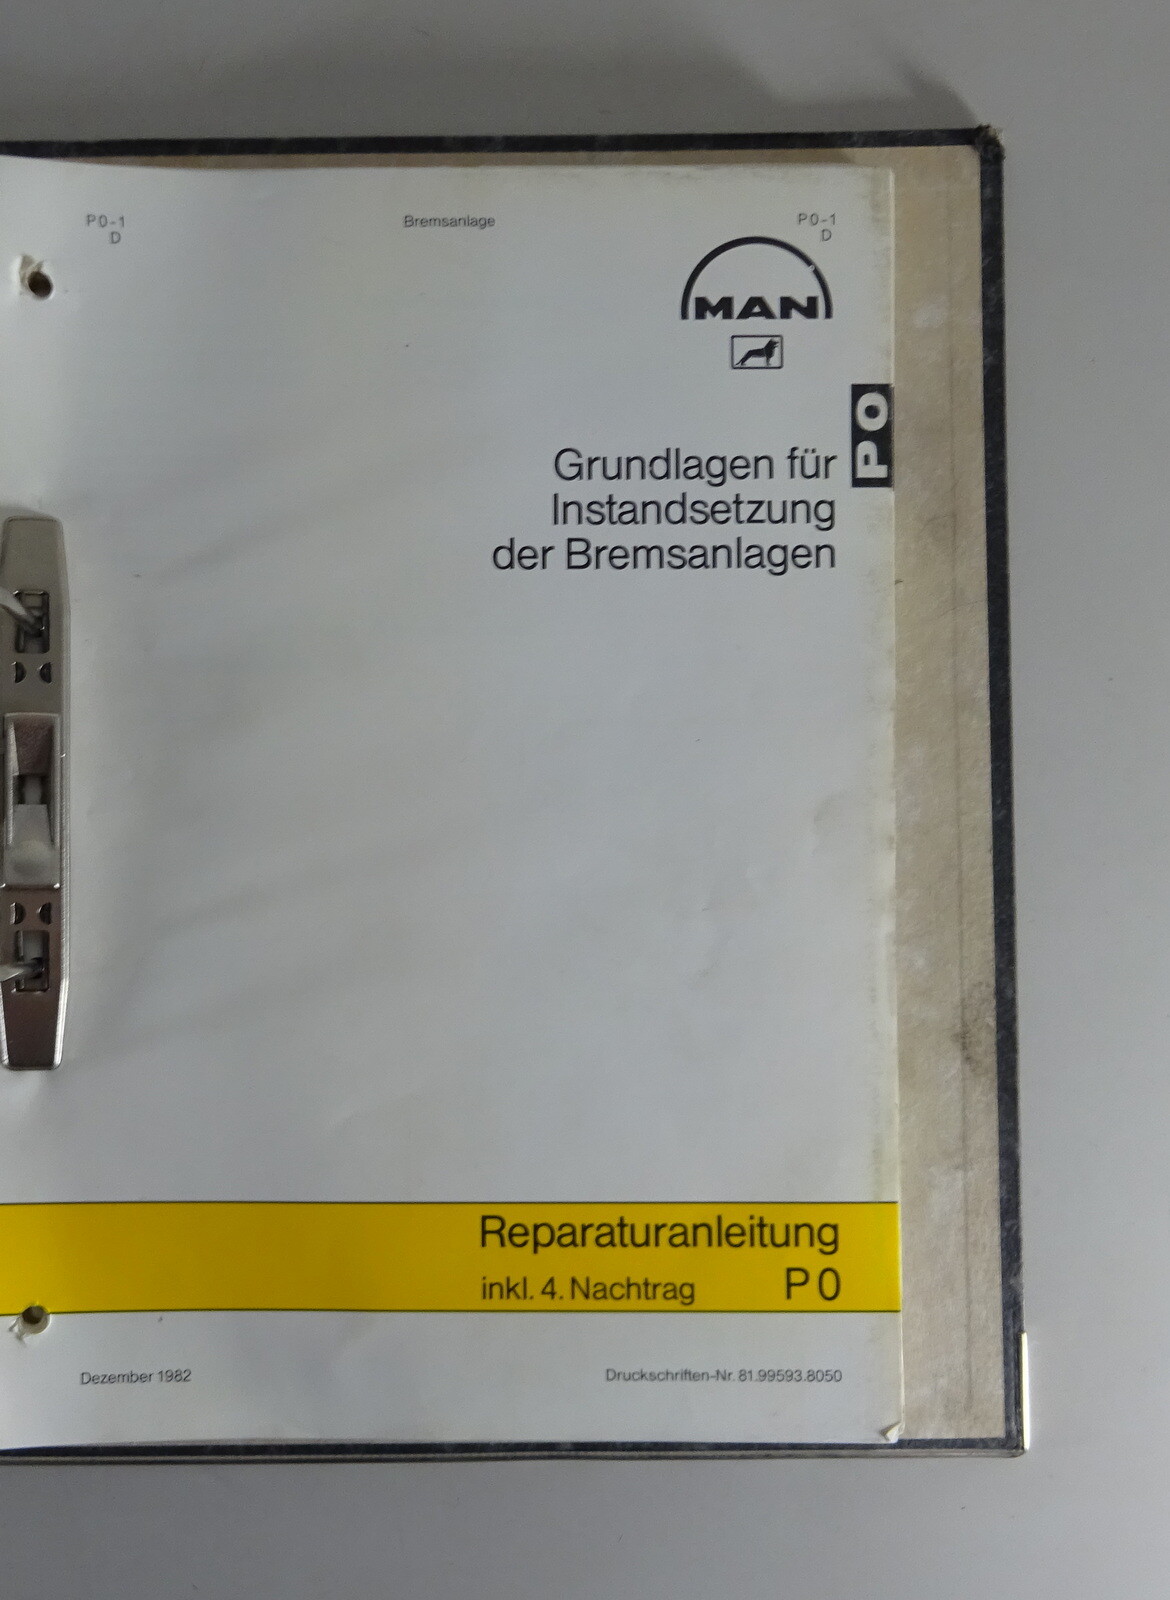 P0-1
D
Bremsanlage
P0-1
D
MAN
P0
Grundlagen für
Instandsetzung
der Bremsanlagen
Reparaturanleitung
inkl. 4. Nachtrag P0
Dezember 1982
Druckschriften-Nr. 81.99593.8050